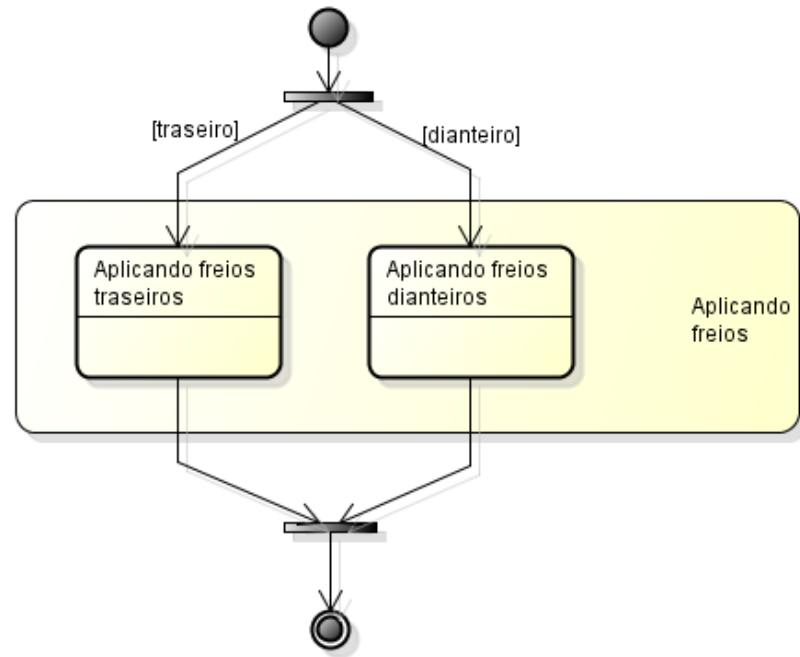 [traseiro]
[dianteiro]
Aplicando freios
traseiros
Aplicando freios
dianteiros
Aplicando
freios